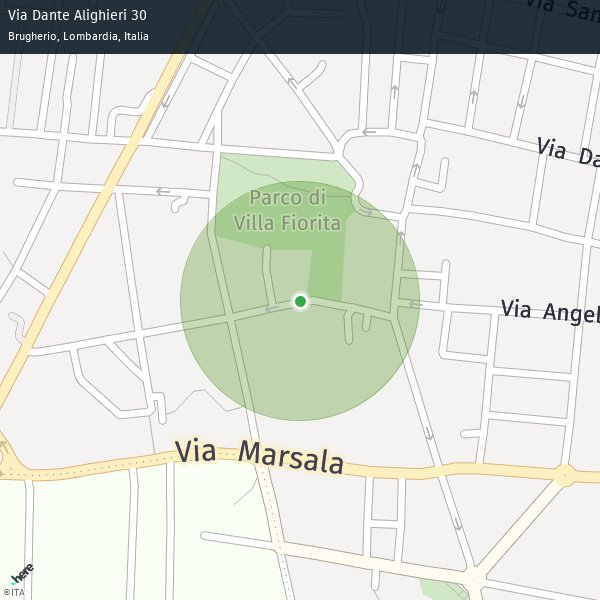 Via Dante Alighieri 30
Brugherio, Lombardia, Italia
Via San
Via Da
Parco di
Villa Fiorita
Via Angel
Via Marsala
here
©ITA